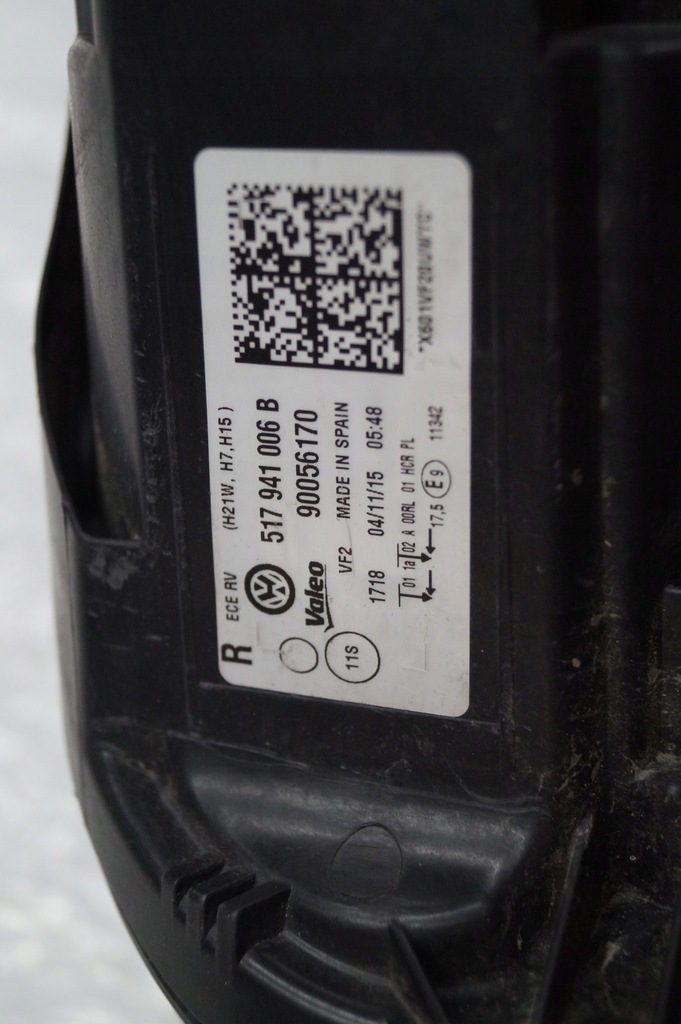 R ECE RV (H21W, H7,H15)
517 941 006 B
Valeo 90056170
VF2 MADE IN SPAIN
11S 1718 04/11/15 05:48
01 1a 02 A 00RL 01 HCR PL
17,5 E9 11342